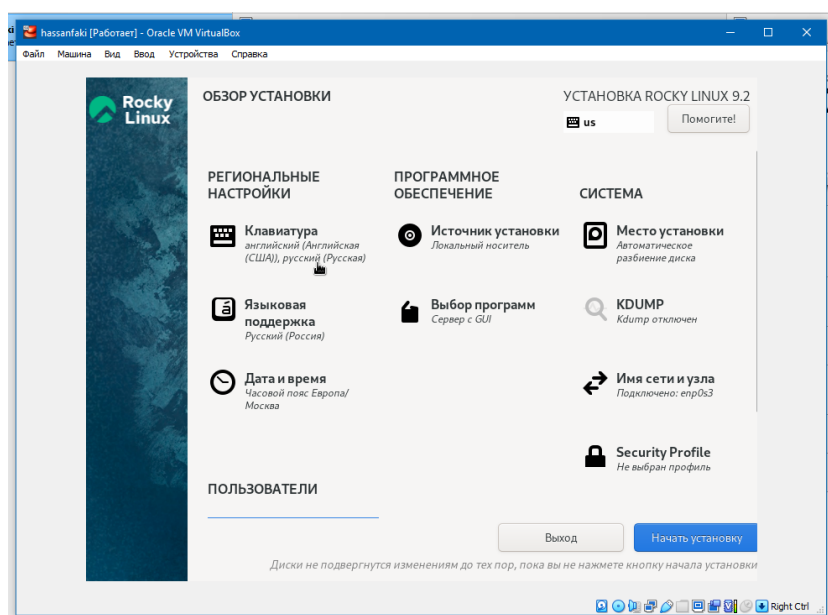 hassanfaki [Работает] - Oracle VM VirtualBox
Файл Машина Вид Ввод Устройства Справка
Rocky
Linux
ОБЗОР УСТАНОВКИ
УСТАНОВКА ROCKY LINUX 9.2
us
Помогите!
РЕГИОНАЛЬНЫЕ
НАСТРОЙКИ
Клавиатура
английский (Английская
(США)), русский (Русская)
Языковая
поддержка
Русский (Россия)
Дата и время
Часовой пояс Европа/
Москва
ПРОГРАММНОЕ
ОБЕСПЕЧЕНИЕ
Источник установки
Локальный носитель
Выбор программ
Сервер с GUI
СИСТЕМА
Место установки
Автоматическое
разбиение диска
KDUMP
Kdump отключен
Имя сети и узла
Подключено: enp0s3
Security Profile
Не выбран профиль
ПОЛЬЗОВАТЕЛИ
Выход
Начать установку
Диски не подвергнутся изменениям до тех пор, пока вы не нажмете кнопку начала установки
Right Ctrl